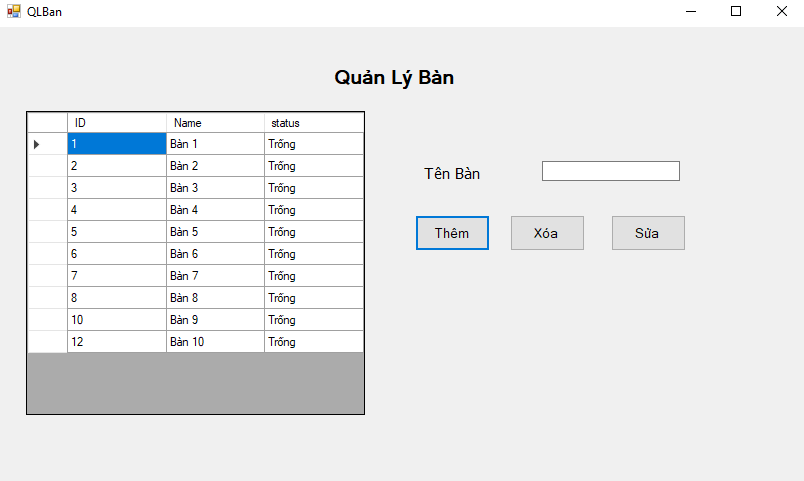 QLBan
Quản Lý Bàn
ID Name status
1 Bàn 1 Trống
2 Bàn 2 Trống
3 Bàn 3 Trống
4 Bàn 4 Trống
5 Bàn 5 Trống
6 Bàn 6 Trống
7 Bàn 7 Trống
8 Bàn 8 Trống
10 Bàn 9 Trống
12 Bàn 10 Trống
Tên Bàn
Thêm Xóa Sửa